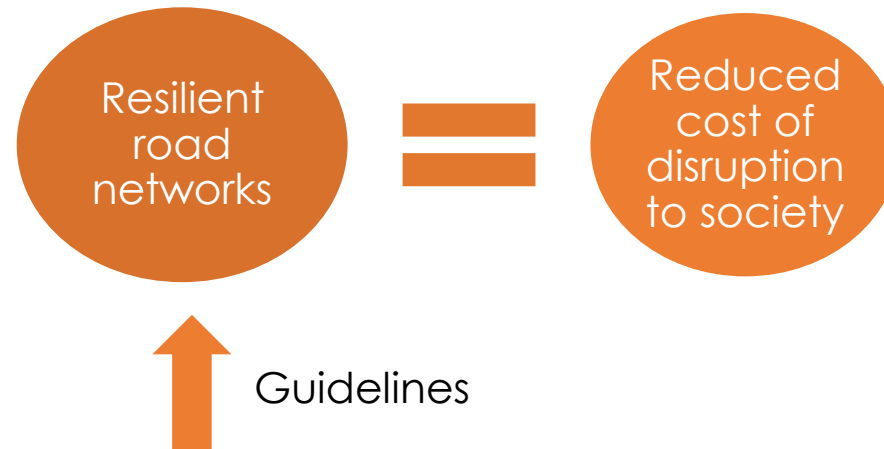 Resilient
road
networks
Reduced
cost of
disruption
to society
Guidelines